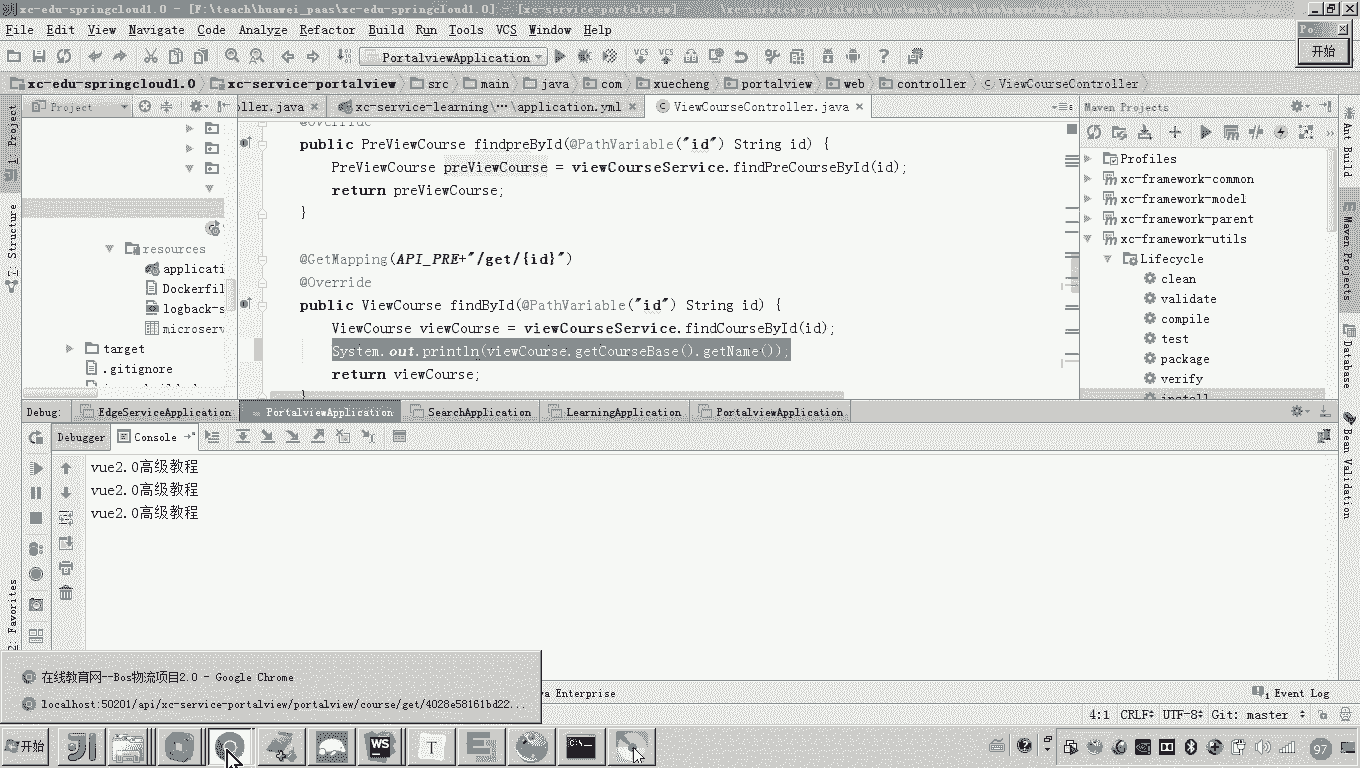 xc-edu-springcloud1.0 - [F:\teach\huawei_paas\xc-edu-springcloud1.0] - [xc-service-portalview]
File Edit View Navigate Code Analyze Refactor Build Run Tools VCS Window Help
开始
PortalviewApplication
xc-edu-springcloud1.0 xc-service-portalview src main java com xuecheng portalview web controller ViewCourseController
1: Project
Project
ller.java
xc-service-learning\...\application.yml
ViewCourseController.java
Maven Projects
Ant Build
@Override
public PreViewCourse findpreById(@PathVariable("id") String id) {
PreViewCourse preViewCourse = viewCourseService.findPreCourseById(id);
return preViewCourse;
}
@GetMapping(API_PRE+"/get/{id}")
@Override
public ViewCourse findById(@PathVariable("id") String id) {
ViewCourse viewCourse = viewCourseService.findCourseById(id);
System.out.println(viewCourse.getCourseBase().getName());
return viewCourse;
}
7: Structure
resources
applicati
Dockerfil
logback-s
microserv
target
.gitignore
Profiles
xc-framework-common
xc-framework-model
xc-framework-parent
xc-framework-utils
Lifecycle
clean
validate
compile
test
package
verify
install
Maven Projects
Database
Bean Validation
Debug:
EdgeServiceApplication
PortalviewApplication
SearchApplication
LearningApplication
PortalviewApplication
Debugger
Console
vue2.0高级教程
vue2.0高级教程
vue2.0高级教程
2: Favorites
在线教育网--Bos物流项目2.0 - Google Chrome
localhost:50201/api/xc-service-portalview/portalview/course/get/4028e58161bd22...
va Enterprise
1 Event Log
4:1 CRLF UTF-8 Git: master
开始
WS
T
97